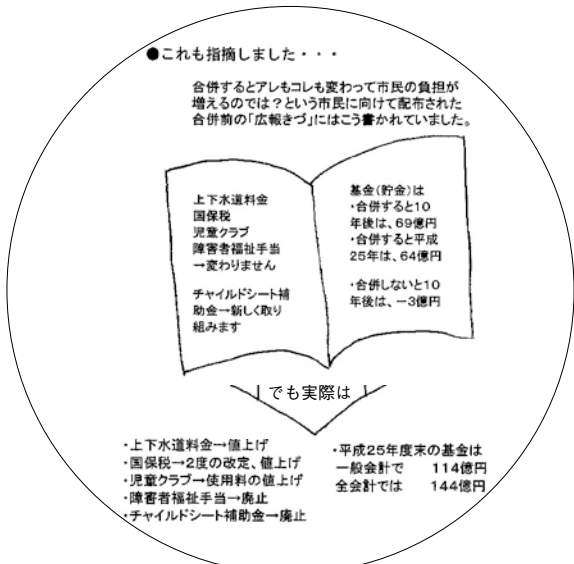 ●これも指摘しました・・・
合併するとアレもコレも変わって市民の負担が
増えるのでは？という市民に向けて配布された
合併前の「広報きづ」にはこう書かれていました。
上下水道料金
国保税
児童クラブ
障害者福祉手当
→変わりません
チャイルドシート補
助金→新しく取り
組みます
基金(貯金)は
・合併すると10
年後は、69億円
・合併すると平成
25年は、64億円
・合併しないと10
年後は、－3億円
でも実際は
・上下水道料金→値上げ
・国保税→2度の改定、値上げ
・児童クラブ→使用料の値上げ
・障害者福祉手当→廃止
・チャイルドシート補助金→廃止
・平成25年度末の基金は
一般会計で　114億円
全会計では　144億円